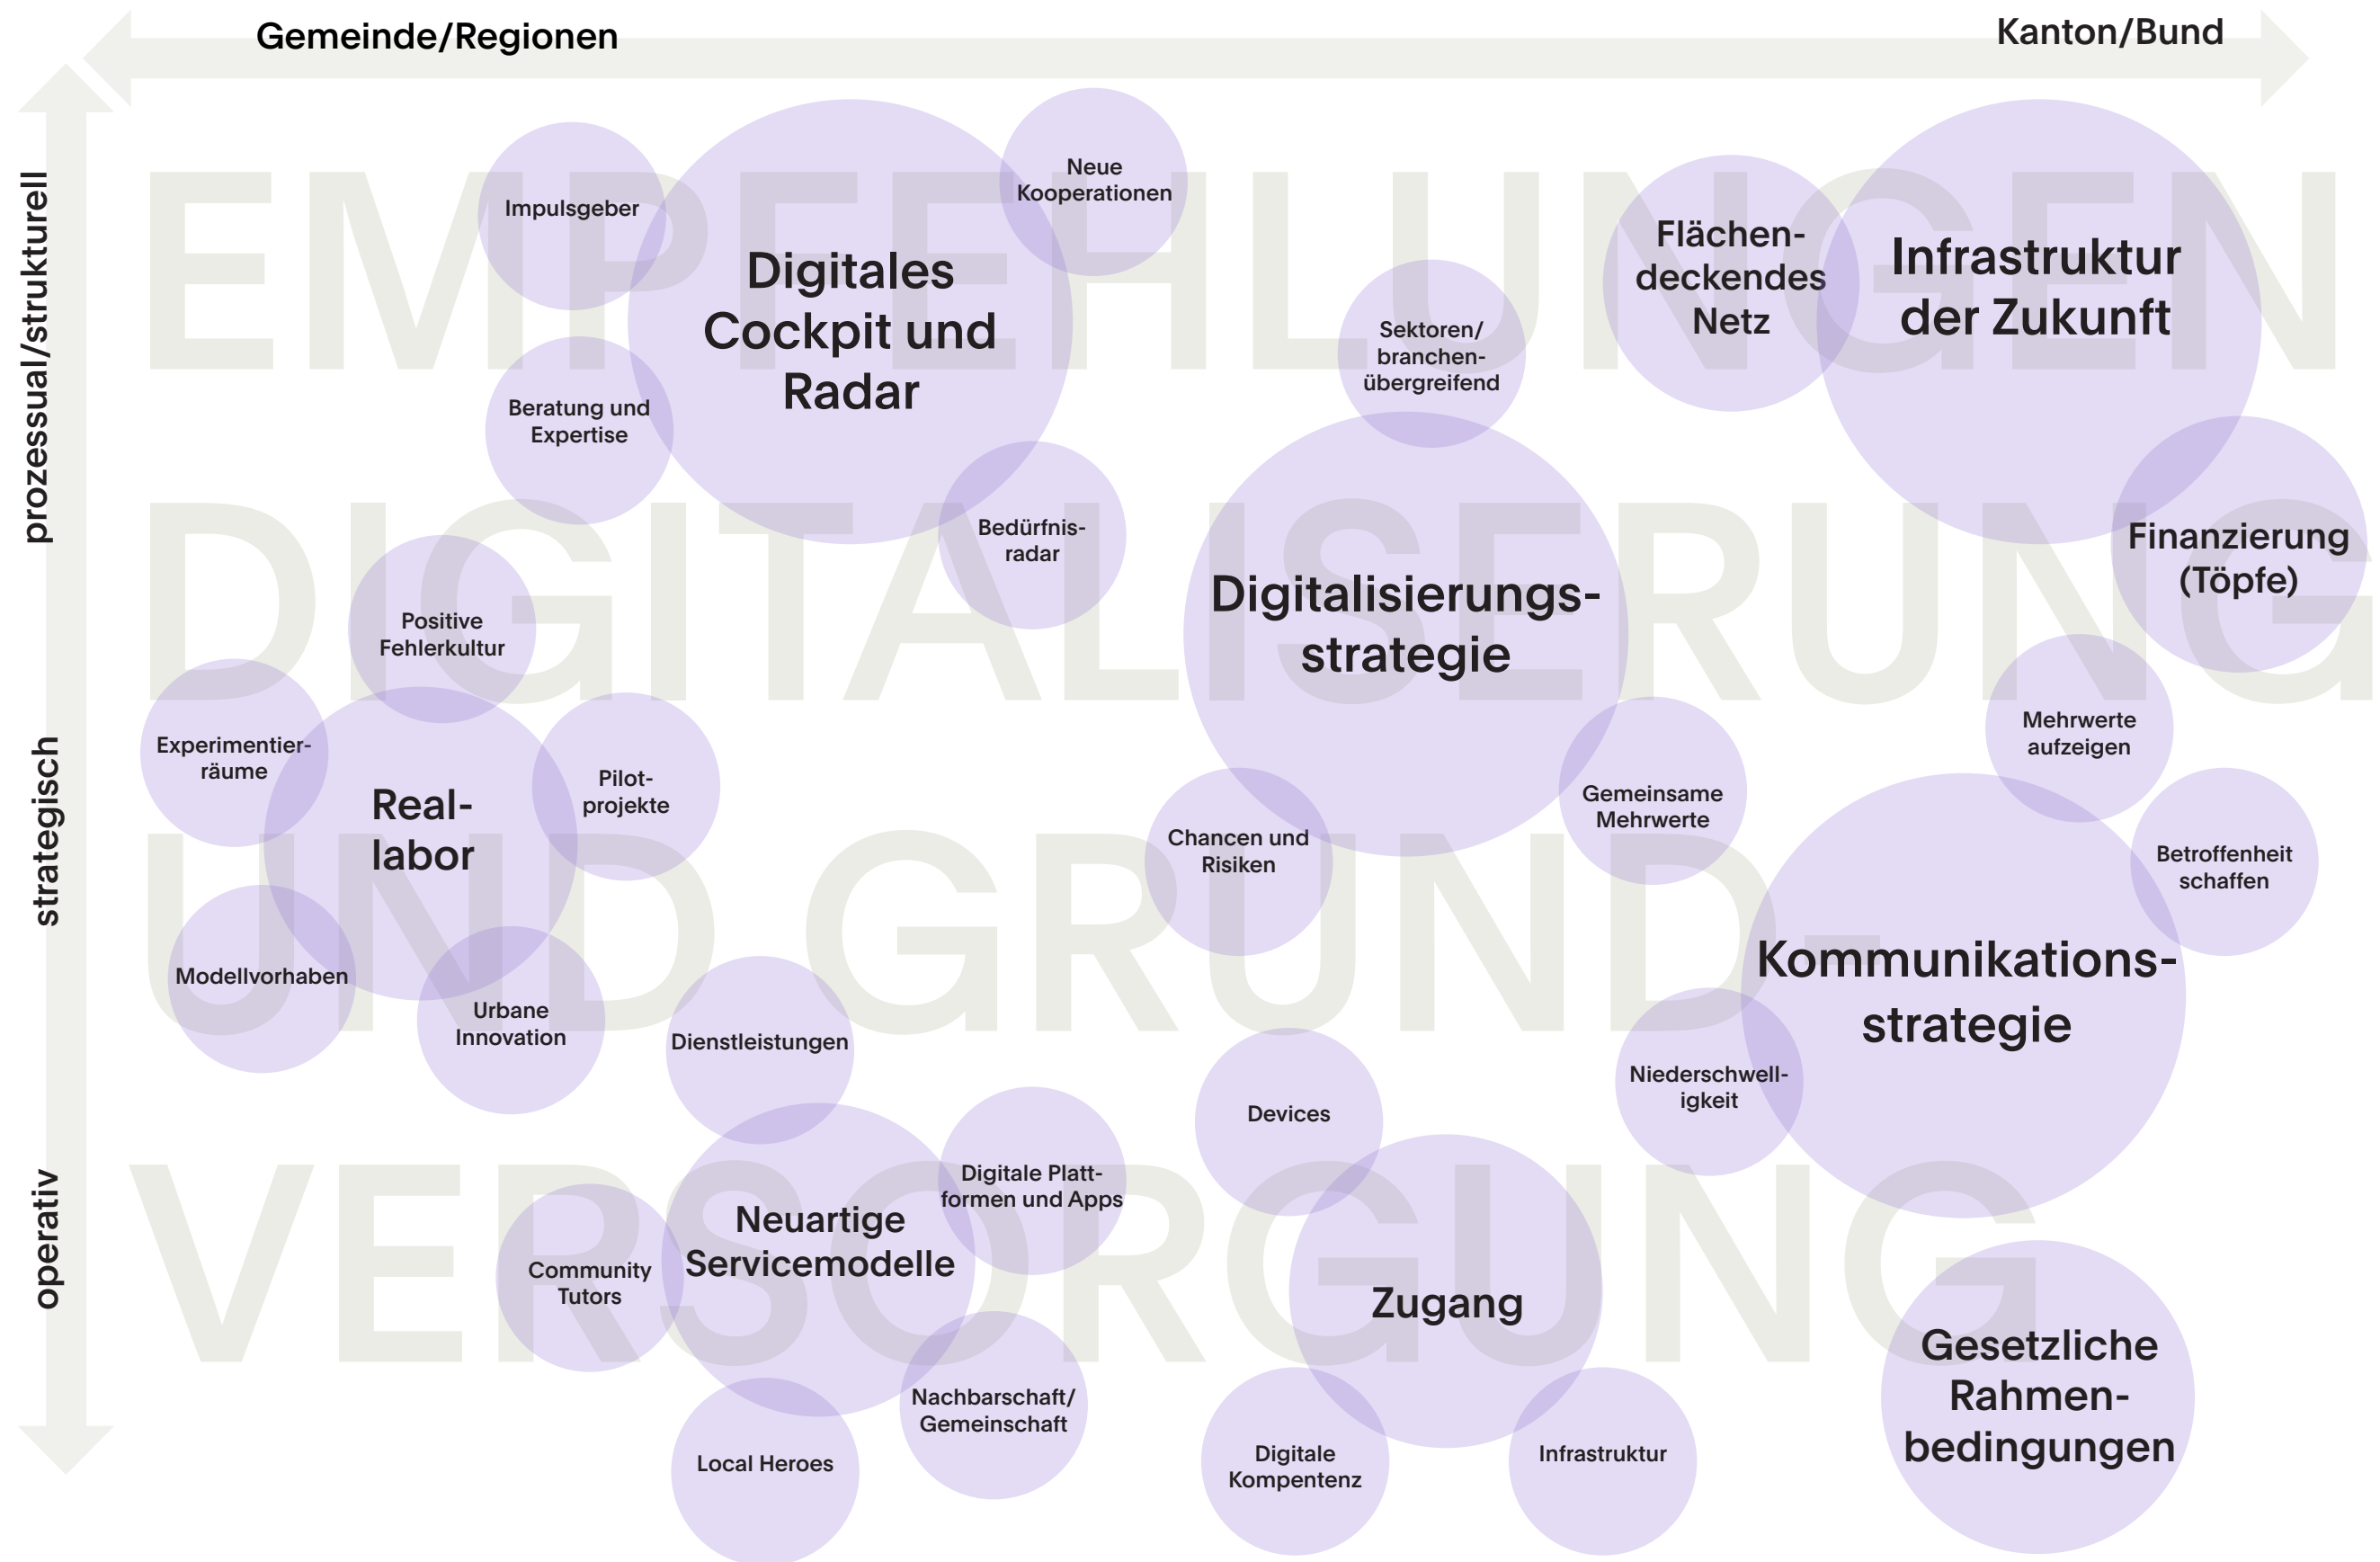 Gemeinde/Regionen
Kanton/Bund
prozessual/strukturell
strategisch
operativ
EMPFEHLUNGEN
DIGITALISERUNG
UND GRUND-
VERSORGUNG
Impulsgeber
Neue
Kooperationen
Digitales
Cockpit und
Radar
Beratung und
Expertise
Bedürfnis-
radar
Sektoren/
branchen-
übergreifend
Flächen-
deckendes
Netz
Infrastruktur
der Zukunft
Finanzierung
(Töpfe)
Digitalisierungs-
strategie
Gemeinsame
Mehrwerte
Chancen und
Risiken
Positive
Fehlerkultur
Experimentier-
räume
Real-
labor
Pilot-
projekte
Modellvorhaben
Urbane
Innovation
Mehrwerte
aufzeigen
Betroffenheit
schaffen
Kommunikations-
strategie
Niederschwell-
igkeit
Dienstleistungen
Digitale Platt-
formen und Apps
Neuartige
Servicemodelle
Community
Tutors
Nachbarschaft/
Gemeinschaft
Local Heroes
Devices
Zugang
Digitale
Kompentenz
Infrastruktur
Gesetzliche
Rahmen-
bedingungen